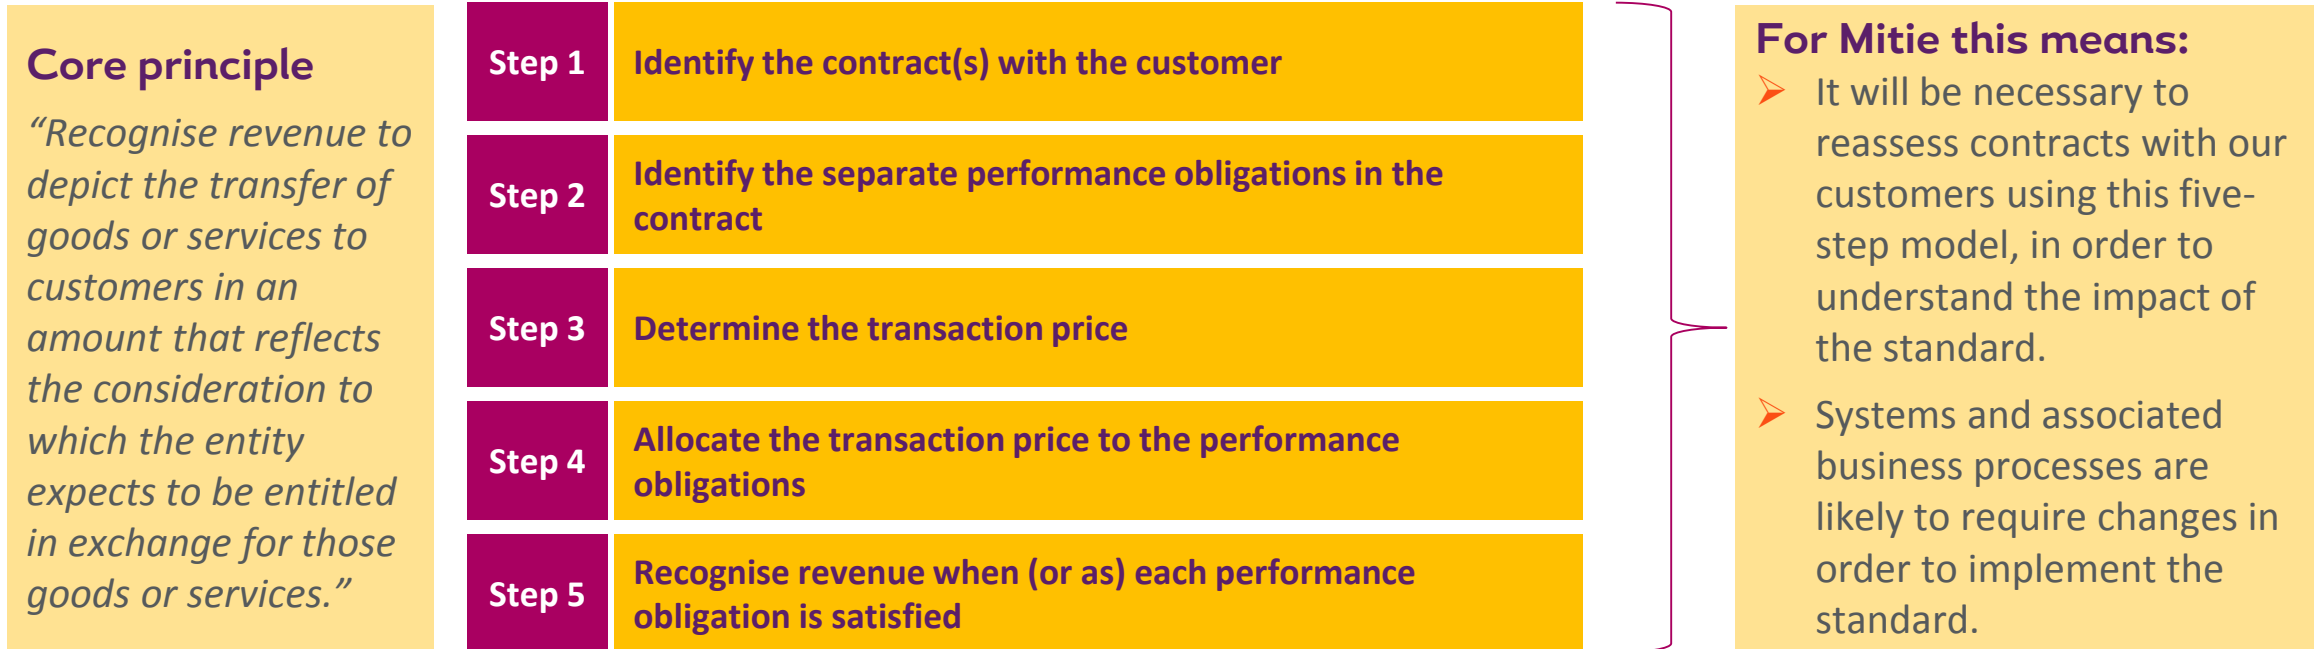 Core principle
“Recognise revenue to
depict the transfer of
goods or services to
customers in an
amount that reflects
the consideration to
which the entity
expects to be entitled
in exchange for those
goods or services.”
Step 1
Identify the contract(s) with the customer
Step 2
Identify the separate performance obligations in the
contract
Step 3
Determine the transaction price
Step 4
Allocate the transaction price to the performance
obligations
Step 5
Recognise revenue when (or as) each performance
obligation is satisfied
For Mitie this means:
It will be necessary to
reassess contracts with our
customers using this five-
step model, in order to
understand the impact of
the standard.
Systems and associated
business processes are
likely to require changes in
order to implement the
standard.